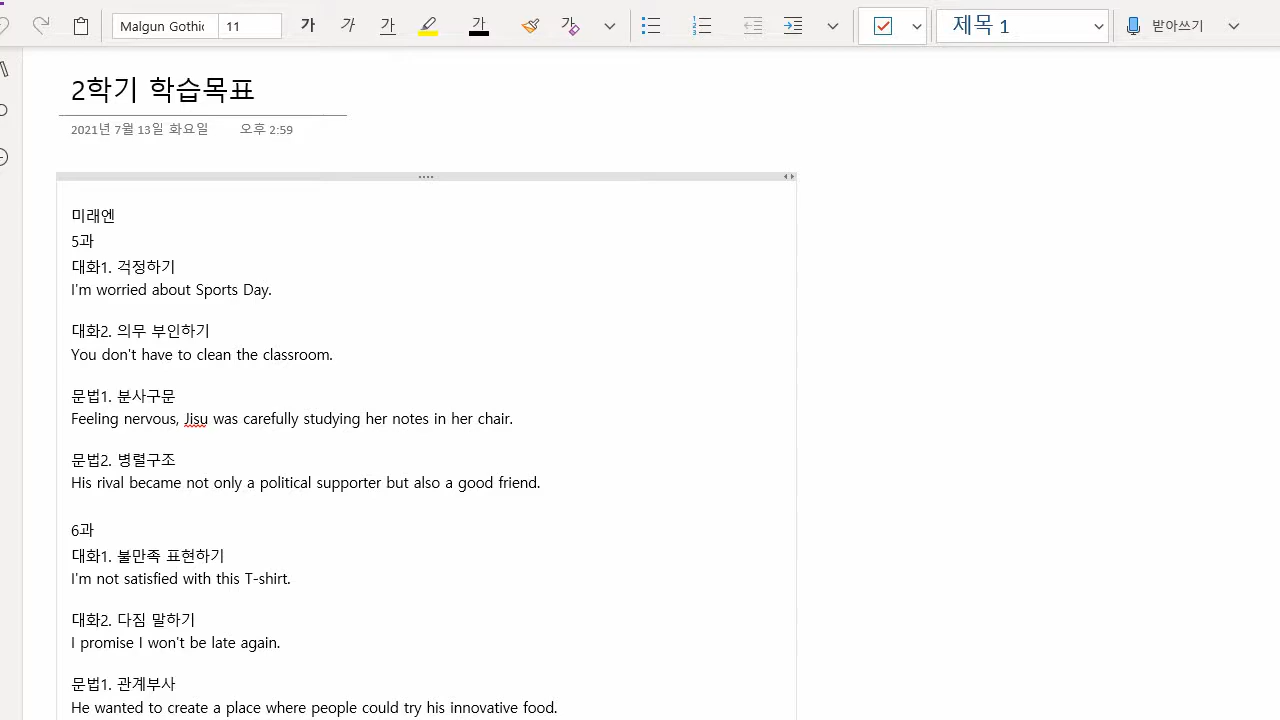 Malgun Gothic 11 가 가 가 가 가 제목 1 받아쓰기
2학기 학습목표
2021년 7월 13일 화요일 오후 2:59
미래엔
5과
대화1. 걱정하기
I'm worried about Sports Day.
대화2. 의무 부인하기
You don't have to clean the classroom.
문법1. 분사구문
Feeling nervous, Jisu was carefully studying her notes in her chair.
문법2. 병렬구조
His rival became not only a political supporter but also a good friend.
6과
대화1. 불만족 표현하기
I'm not satisfied with this T-shirt.
대화2. 다짐 말하기
I promise I won't be late again.
문법1. 관계부사
He wanted to create a place where people could try his innovative food.